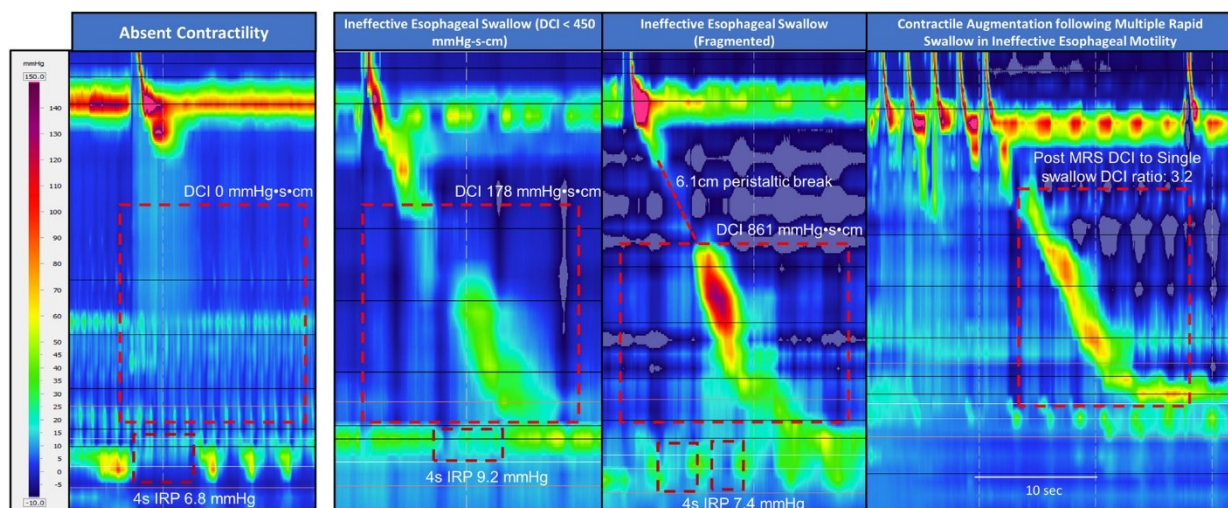 Absent Contractility
Ineffective Esophageal Swallow (DCI < 450
mmHg-s-cm)
Ineffective Esophageal Swallow
(Fragmented)
Contractile Augmentation following Multiple Rapid
Swallow in Ineffective Esophageal Motility
mmHg
150.0
140
130
120
110
100
90
80
70
60
50
45
40
35
30
25
20
15
10
5
0
-5
-10.0
DCI 0 mmHg•s•cm
4s IRP 6.8 mmHg
DCI 178 mmHg•s•cm
4s IRP 9.2 mmHg
6.1cm peristaltic break
DCI 861 mmHg•s•cm
4s IRP 7.4 mmHg
Post MRS DCI to Single
swallow DCI ratio: 3.2
10 sec